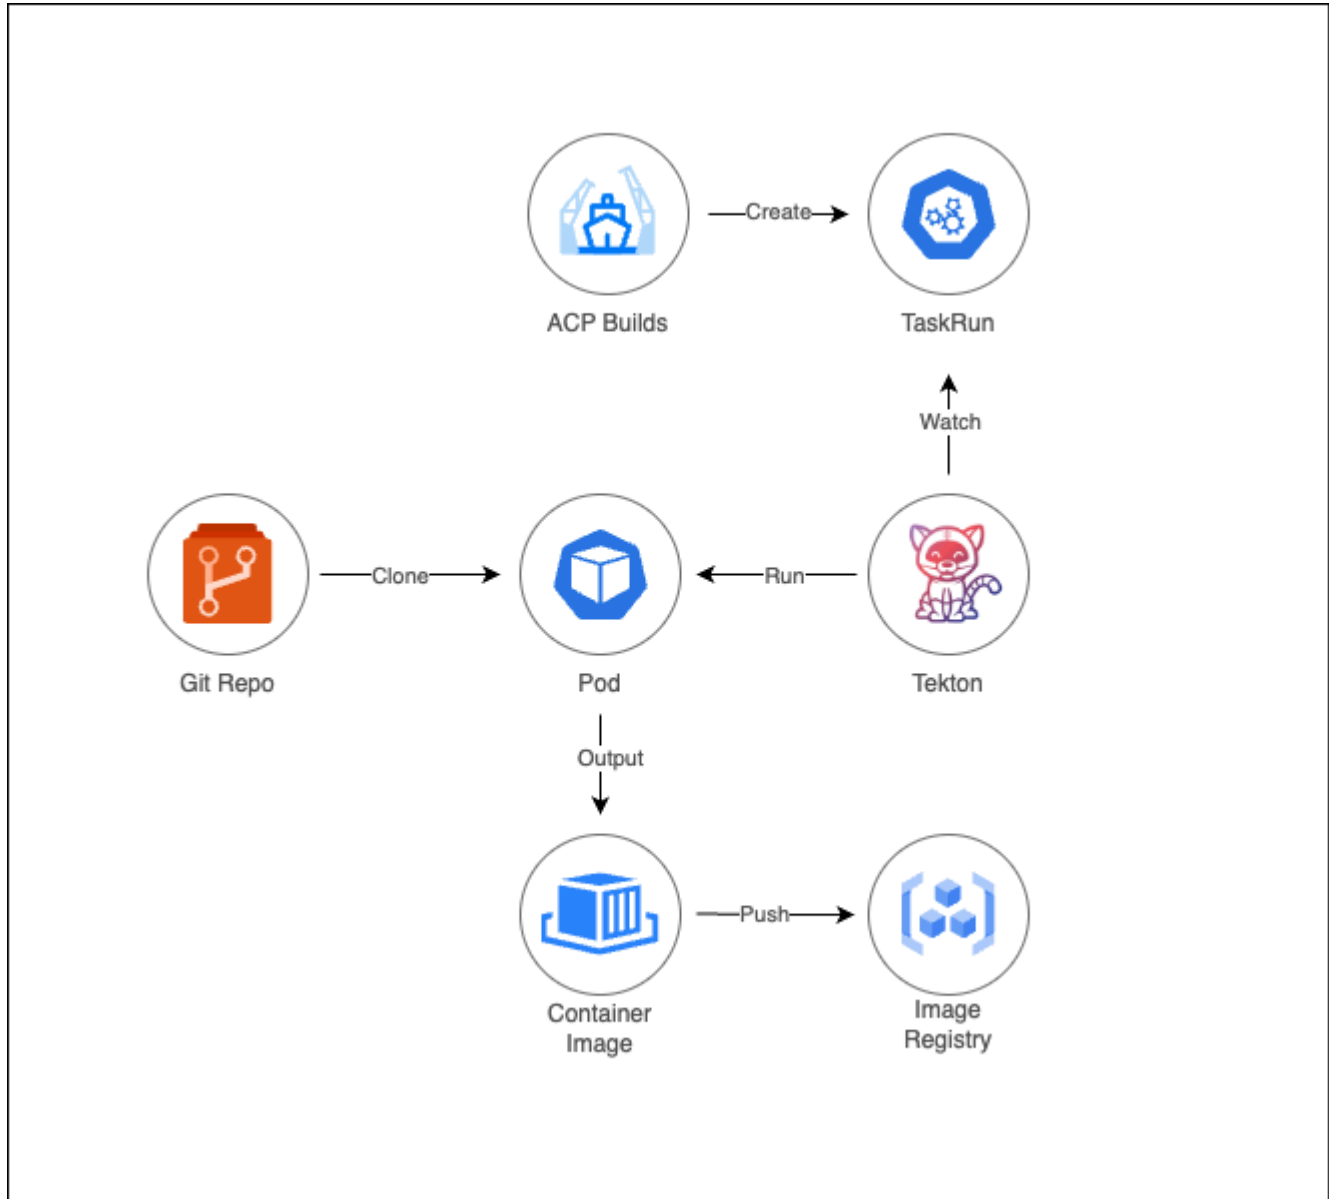 Create
ACP Builds
TaskRun
Watch
Clone
Run
Git Repo
Pod
Tekton
Output
Push
Container
Image
Image
Registry